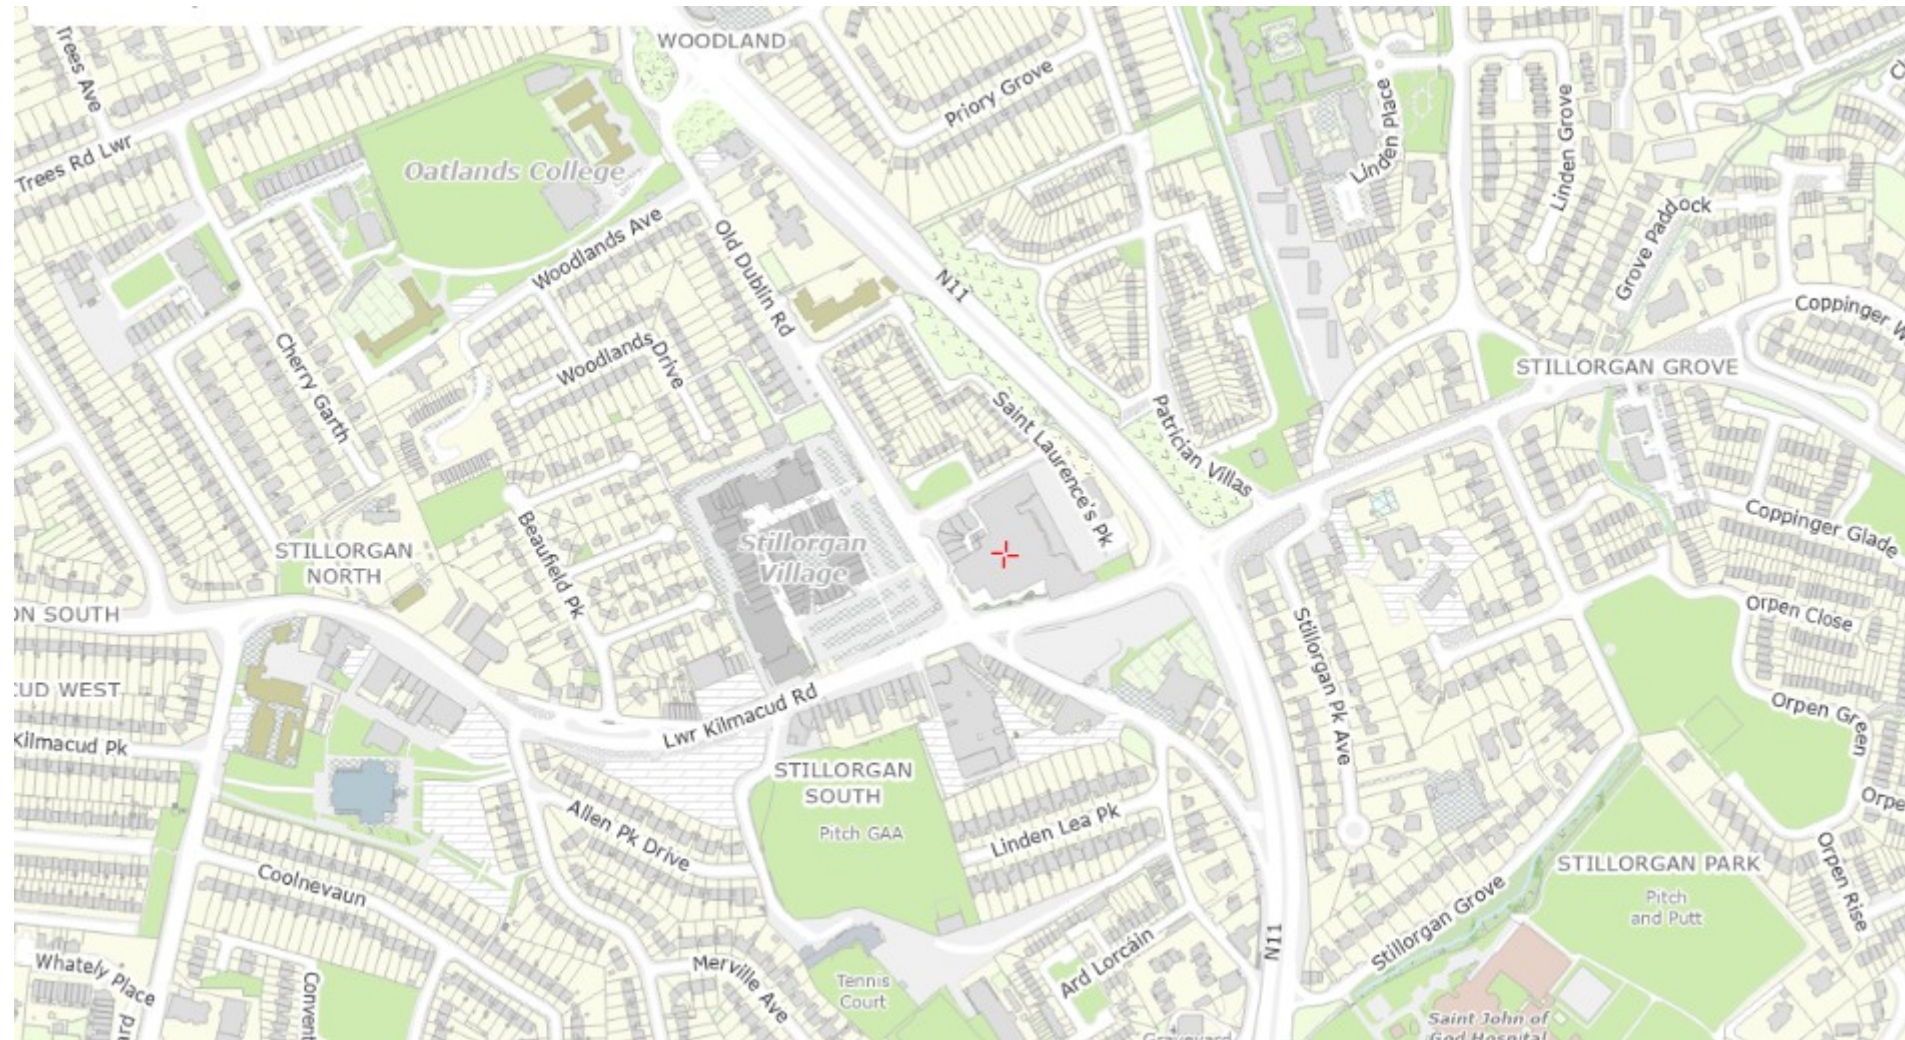 WOODLAND
Trees Ave
Priory Grove
Linden Place
Linden Grove
Trees Rd Lwr
Oatlands College
Grove Paddock
Woodlands Ave
Old Dublin Rd
N11
Coppinger
Cherry Garth
Woodlands Drive
STILLORGAN GROVE
Saint Laurence's Pk
Patrician Villas
Beaufield Pk
Stillorgan
Village
Coppinger Glade
STILLORGAN
NORTH
ON SOUTH
Orpen Close
Stillorgan Pk Ave
CUD WEST
Lwr Kilmacud Rd
Orpen Green
Kilmacud Pk
STILLORGAN
SOUTH
Pitch GAA
Allen Pk Drive
Linden Lea Pk
Orpe
Orpen Rise
STILLORGAN PARK
Pitch
and Putt
Coolnevaun
Stillorgan Grove
N11
Ard Lorcáin
Whately Place
Merville Ave
Tennis
Court
Convent
ard
Saint John of
God Hospital
Graveyard